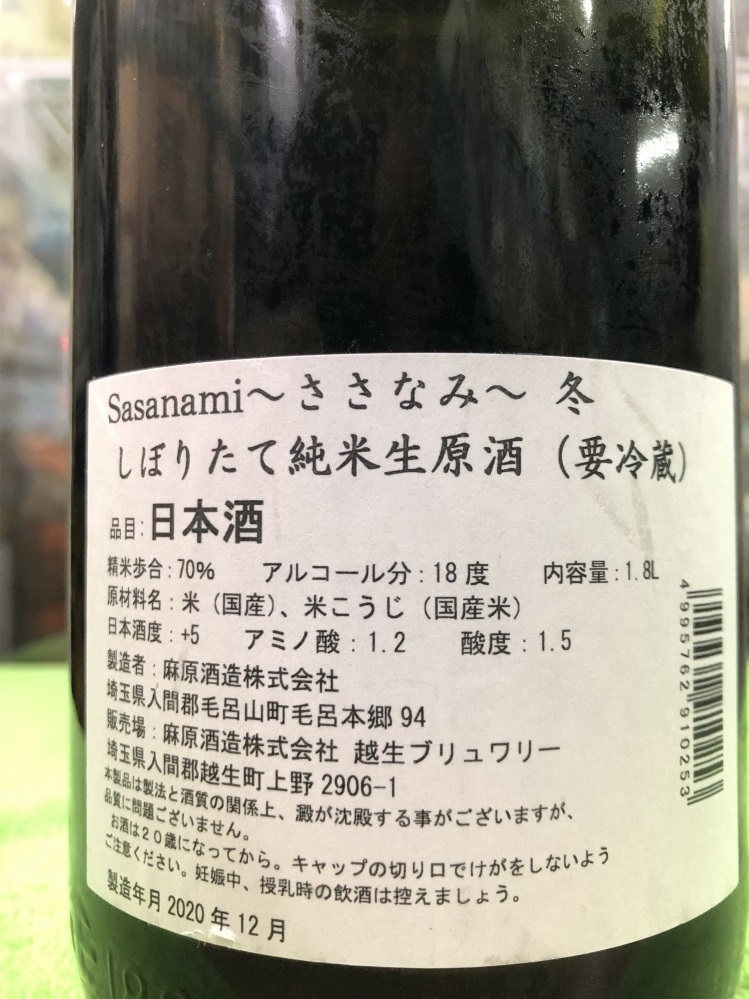 Sasanami～ささなみ～ 冬
しぼりたて純米生原酒（要冷蔵）
品目:日本酒
精米歩合:70% アルコール分:18度 内容量:1.8L
原材料名:米（国産）、米こうじ（国産米）
日本酒度:+5 アミノ酸:1.2 酸度:1.5
製造者:麻原酒造株式会社
埼玉県入間郡毛呂山町毛呂本郷94
販売場:麻原酒造株式会社 越生ブリュワリー
埼玉県入間郡越生町上野2906-1
本製品は製法と酒質の関係上、澱が沈殿する事がございますが、
品質に問題ございません。
お酒は20歳になってから。キャップの切り口でけがをしないよう
ご注意ください。妊娠中、授乳時の飲酒は控えましょう。
製造年月2020年12月
4995762910253